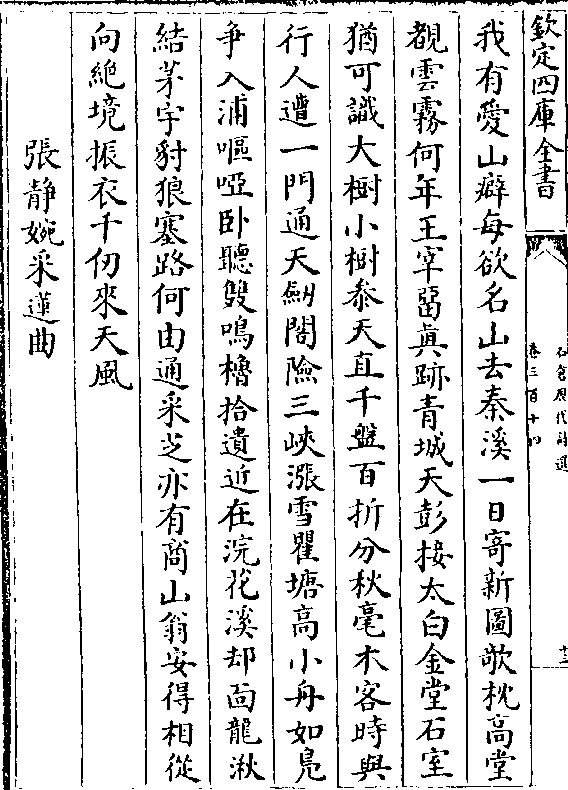 欽定四庫全書
石倉歷代詩選
卷三百十四
十三
我有愛山癖每欲名山去秦溪一日寄新圖欹枕高堂
覩雲霧何年王宰留真跡青城天彭接太白金堂石室
猶可識大樹小樹叅天直千盤百折分秋毫木客時與
行人遭一門通天劒閣險三峽漲雪瞿塘高小舟如鳧
爭入浦嘔啞卧聽雙鳴櫓拾遺近在浣花溪却面龍湫
結茅宇豺狼塞路何由通采芝亦有商山翁安得相從
向絶境振衣千仞來天風
張静婉采蓮曲